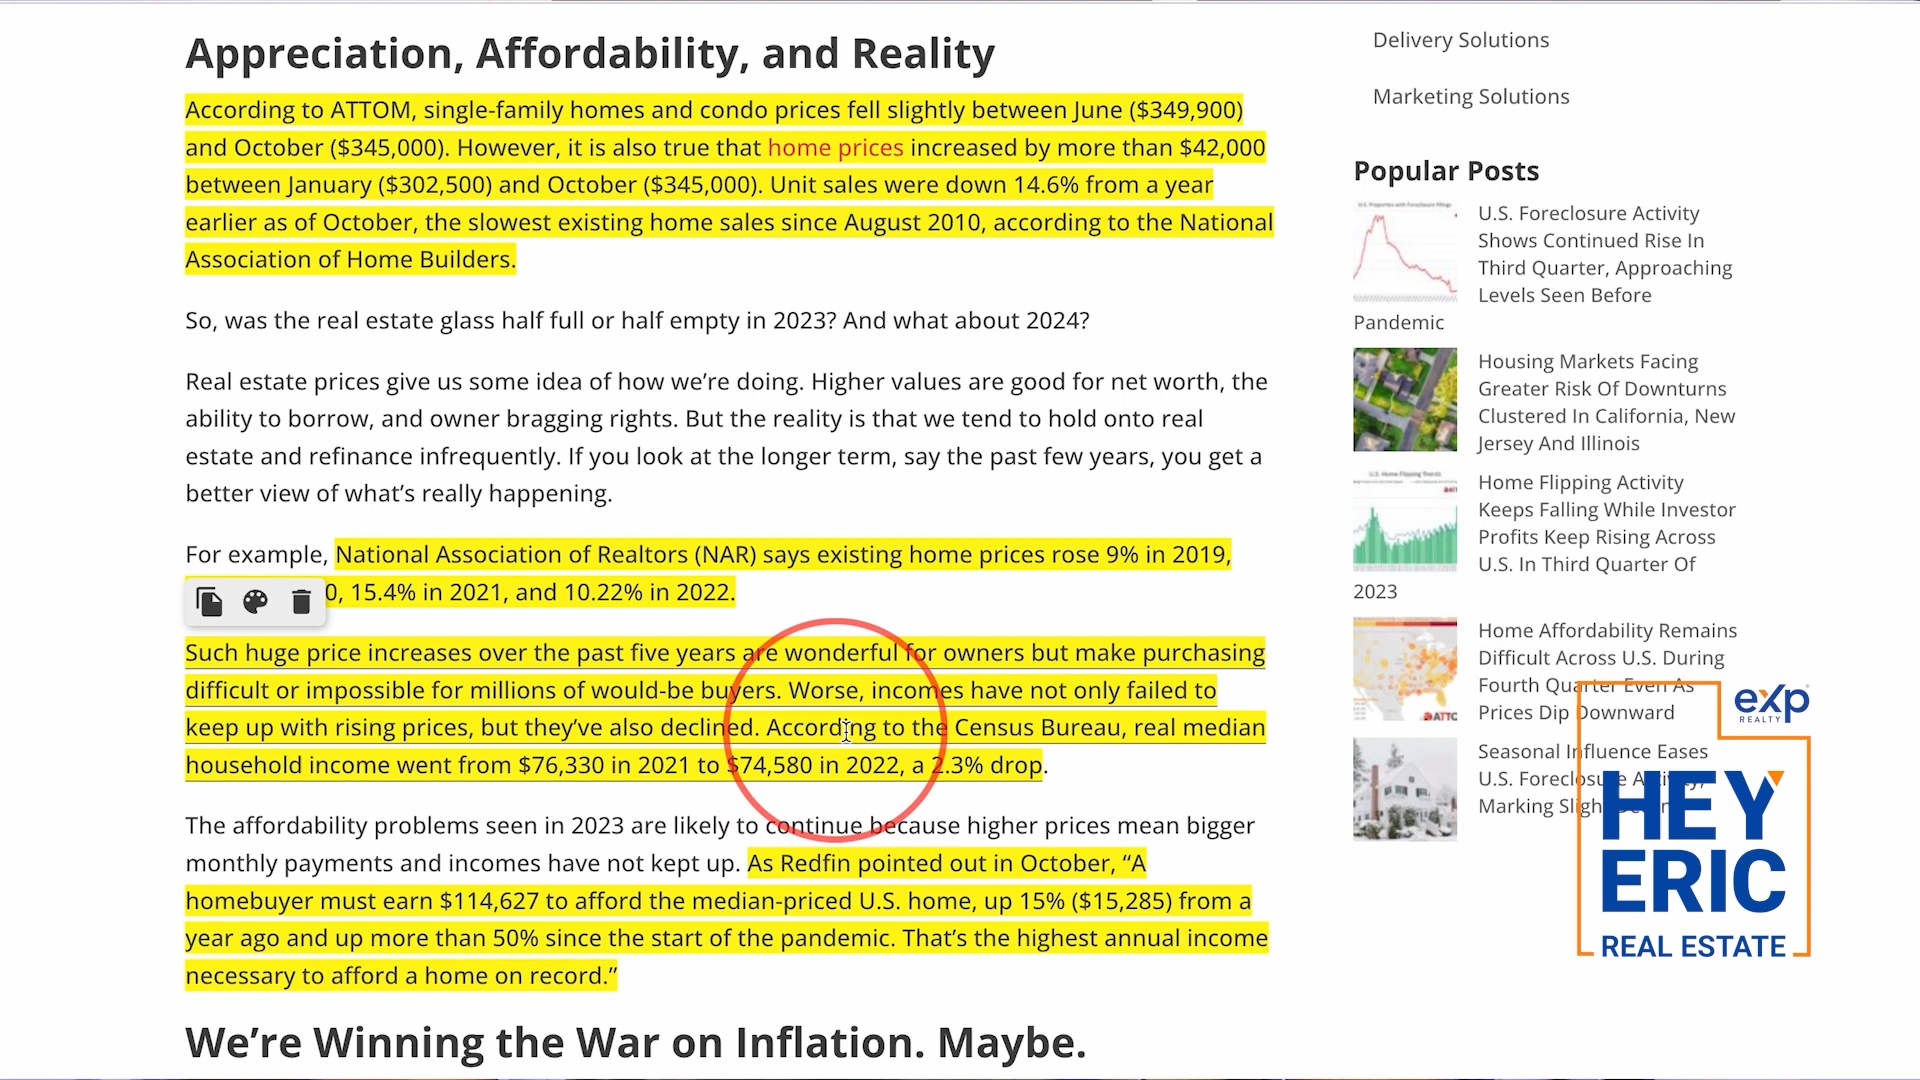 Appreciation, Affordability, and Reality
According to ATTOM, single-family homes and condo prices fell slightly between June ($349,900)
and October ($345,000). However, it is also true that home prices increased by more than $42,000
between January ($302,500) and October ($345,000). Unit sales were down 14.6% from a year
earlier as of October, the slowest existing home sales since August 2010, according to the National
Association of Home Builders.
So, was the real estate glass half full or half empty in 2023? And what about 2024?
Real estate prices give us some idea of how we’re doing. Higher values are good for net worth, the
ability to borrow, and owner bragging rights. But the reality is that we tend to hold onto real
estate and refinance infrequently. If you look at the longer term, say the past few years, you get a
better view of what’s really happening.
For example, National Association of Realtors (NAR) says existing home prices rose 9% in 2019,
0, 15.4% in 2021, and 10.22% in 2022.
Such huge price increases over the past five years are wonderful for owners but make purchasing
difficult or impossible for millions of would-be buyers. Worse, incomes have not only failed to
keep up with rising prices, but they’ve also declined. According to the Census Bureau, real median
household income went from $76,330 in 2021 to $74,580 in 2022, a 2.3% drop.
The affordability problems seen in 2023 are likely to continue because higher prices mean bigger
monthly payments and incomes have not kept up. As Redfin pointed out in October, “A
homebuyer must earn $114,627 to afford the median-priced U.S. home, up 15% ($15,285) from a
year ago and up more than 50% since the start of the pandemic. That’s the highest annual income
necessary to afford a home on record.”
We’re Winning the War on Inflation. Maybe.
Delivery Solutions
Marketing Solutions
Popular Posts
U.S. Foreclosure Activity
Shows Continued Rise In
Third Quarter, Approaching
Levels Seen Before
Pandemic
Housing Markets Facing
Greater Risk Of Downturns
Clustered In California, New
Jersey And Illinois
Home Flipping Activity
Keeps Falling While Investor
Profits Keep Rising Across
U.S. In Third Quarter Of
2023
Home Affordability Remains
Difficult Across U.S. During
Fourth Quarter Even As
Prices Dip Downward
Seasonal Influence Eases
U.S. Foreclosure
Marking
eXp
REALTY
HEY
ERIC
REAL ESTATE